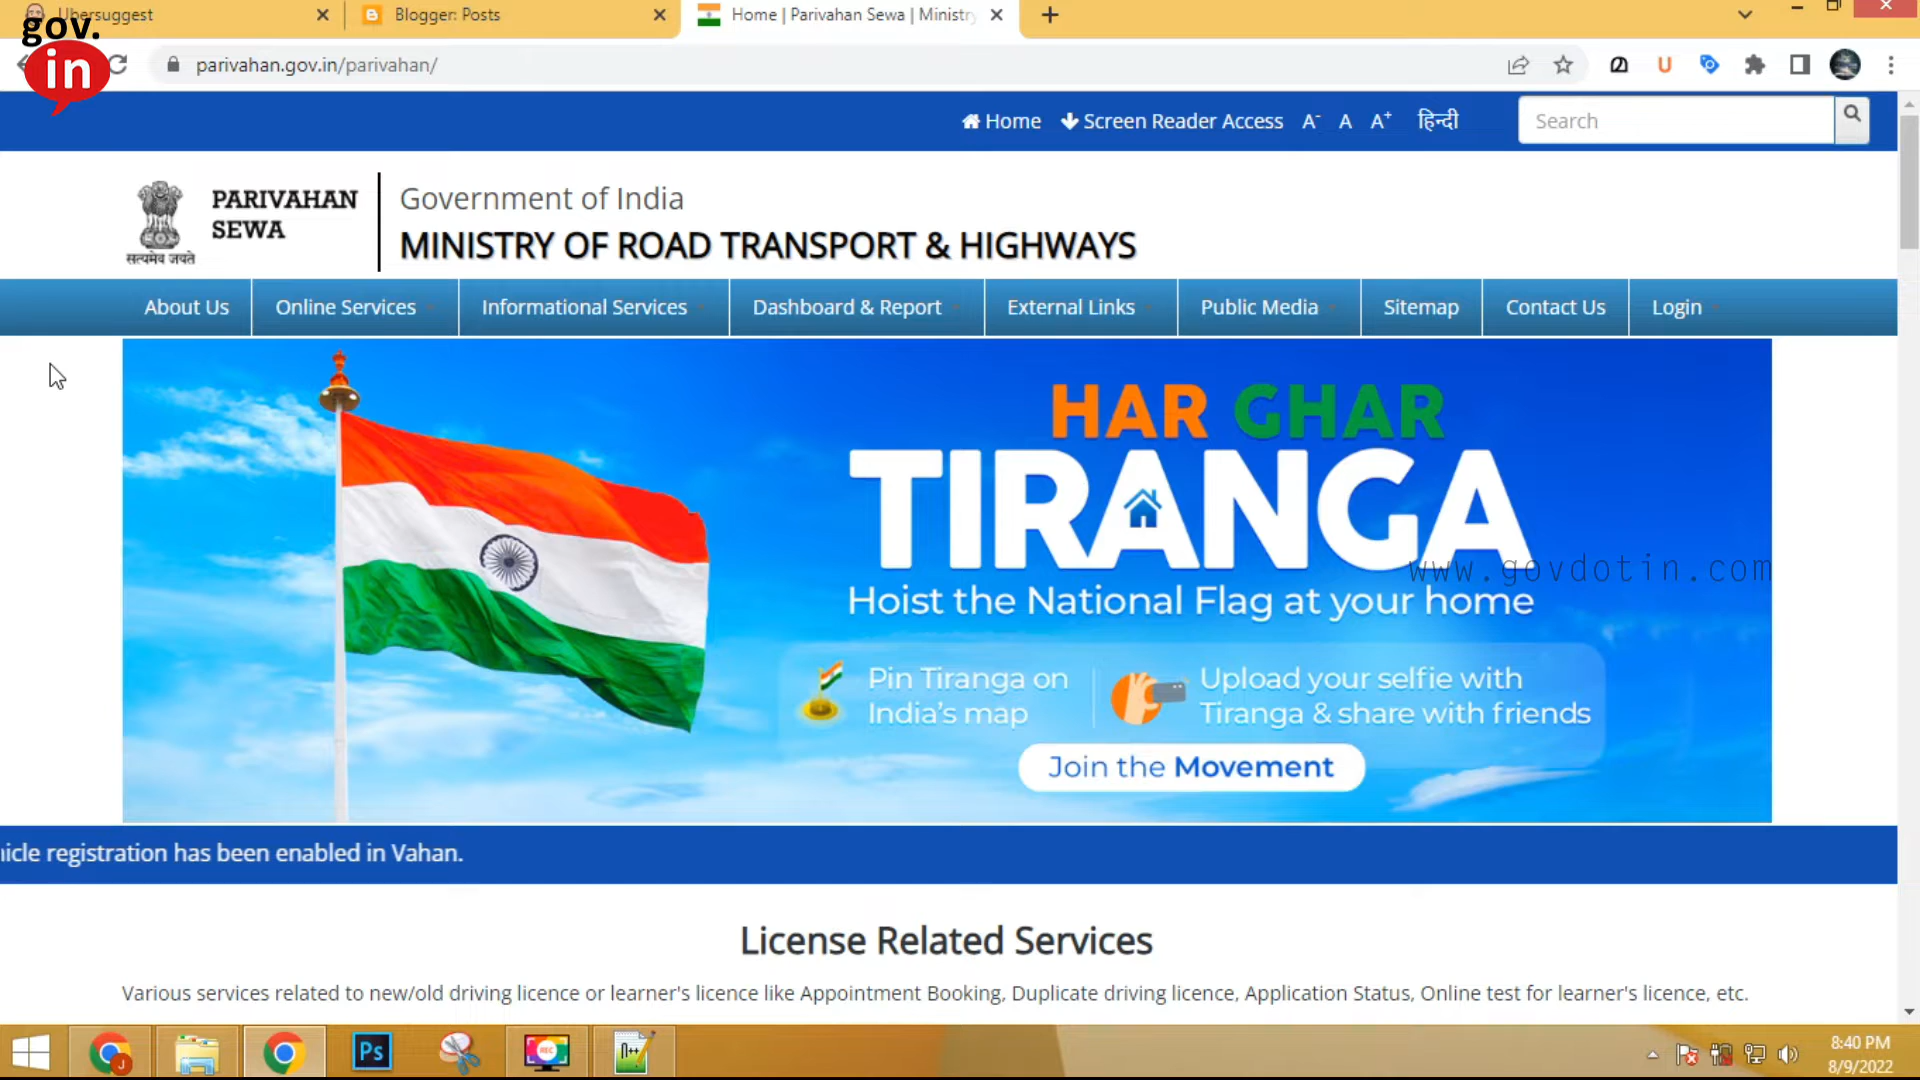 gov.
in
Ubersuggest
Blogger: Posts
Home | Parivahan Sewa | Ministry
parivahan.gov.in/parivahan/
Home
Screen Reader Access
A-
A
A+
हिन्दी
Search
PARIVAHAN
SEWA
सत्यमेव जयते
Government of India
MINISTRY OF ROAD TRANSPORT & HIGHWAYS
About Us
Online Services
Informational Services
Dashboard & Report
External Links
Public Media
Sitemap
Contact Us
Login
HAR GHAR
TIRANGA
www.govdotin.com
Hoist the National Flag at your home
Pin Tiranga on
India's map
Upload your selfie with
Tiranga & share with friends
Join the Movement
registration has been enabled in Vahan.
License Related Services
Various services related to new/old driving licence or learner's licence like Appointment Booking, Duplicate driving licence, Application Status, Online test for learner's licence, etc.
J
Ps
REC
n++
8:40 PM
8/9/2022